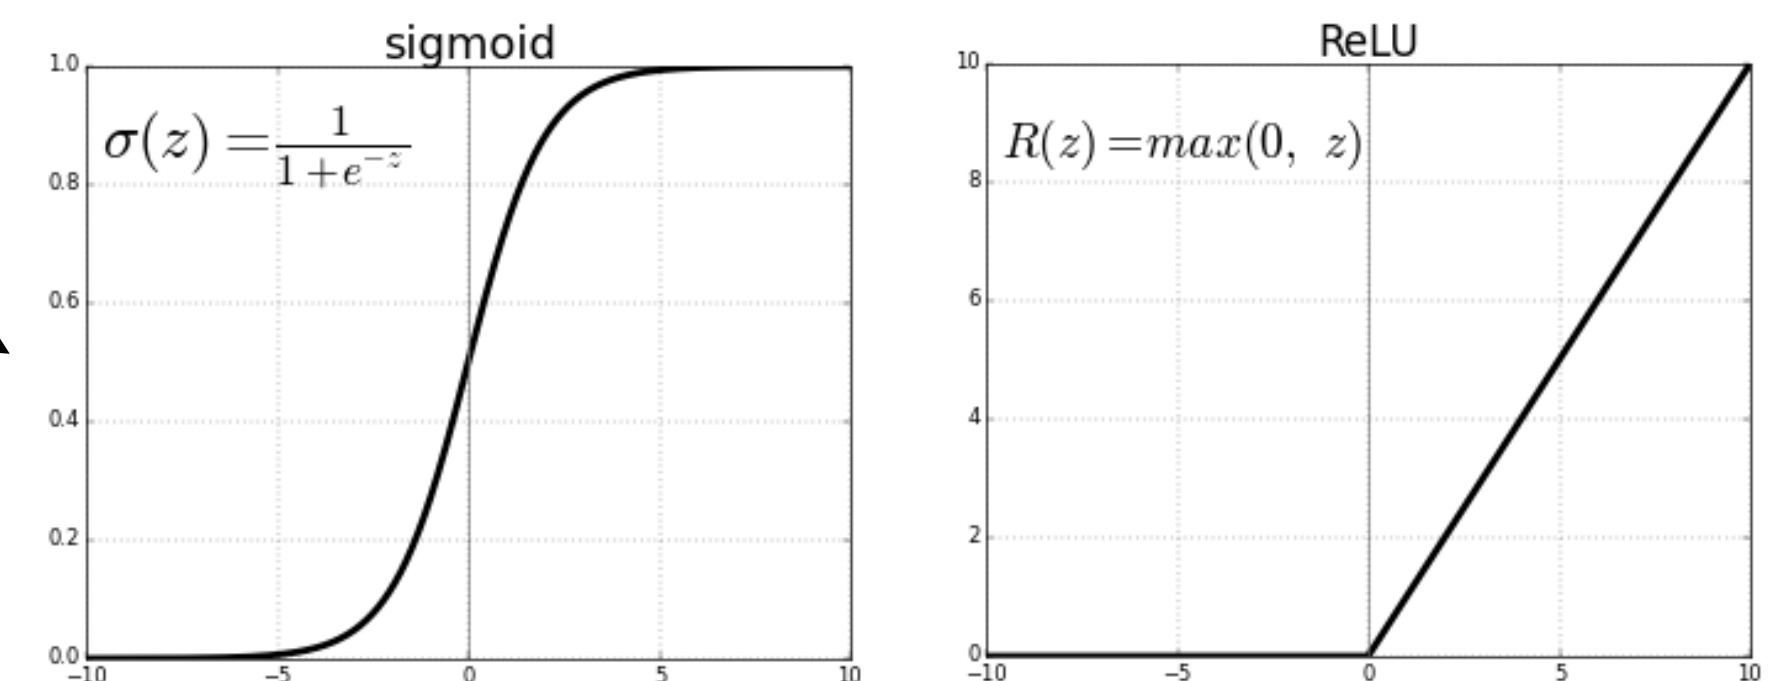 sigmoid
1.0
0.8
0.6
0.4
0.2
0.0
σ(z) = 1 / (1 + e^{-z})
−10 −5 0 5 10
ReLU
10
8
6
4
2
0
R(z) = max(0, z)
−10 −5 0 5 10